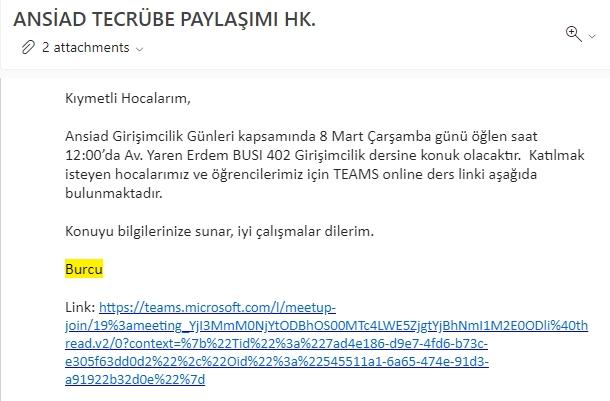 ANSİAD TECRÜBE PAYLAŞIMI HK.
2 attachments
Kıymetli Hocalarım,
Ansiad Girişimcilik Günleri kapsamında 8 Mart Çarşamba günü öğlen saat
12:00’da Av. Yaren Erdem BUSI 402 Girişimcilik dersine konuk olacaktır. Katılmak
isteyen hocalarımız ve öğrencilerimiz için TEAMS online ders linki aşağıda
bulunmaktadır.
Konuyu bilgilerinize sunar, iyi çalışmalar dilerim.
Burcu
Link: https://teams.microsoft.com/l/meetup-
join/19%3ameeting_YjI3MmM0NjYtODBhOS00MTc4LWE5ZjgtYjBhNmI1M2E0ODli%40th
read.v2/0?context=%7b%22Tid%22%3a%227ad4e186-d9e7-4fd6-b73c-
e305f63dd0d2%22%2c%22Oid%22%3a%22545511a1-6a65-474e-91d3-
a91922b32d0e%22%7d